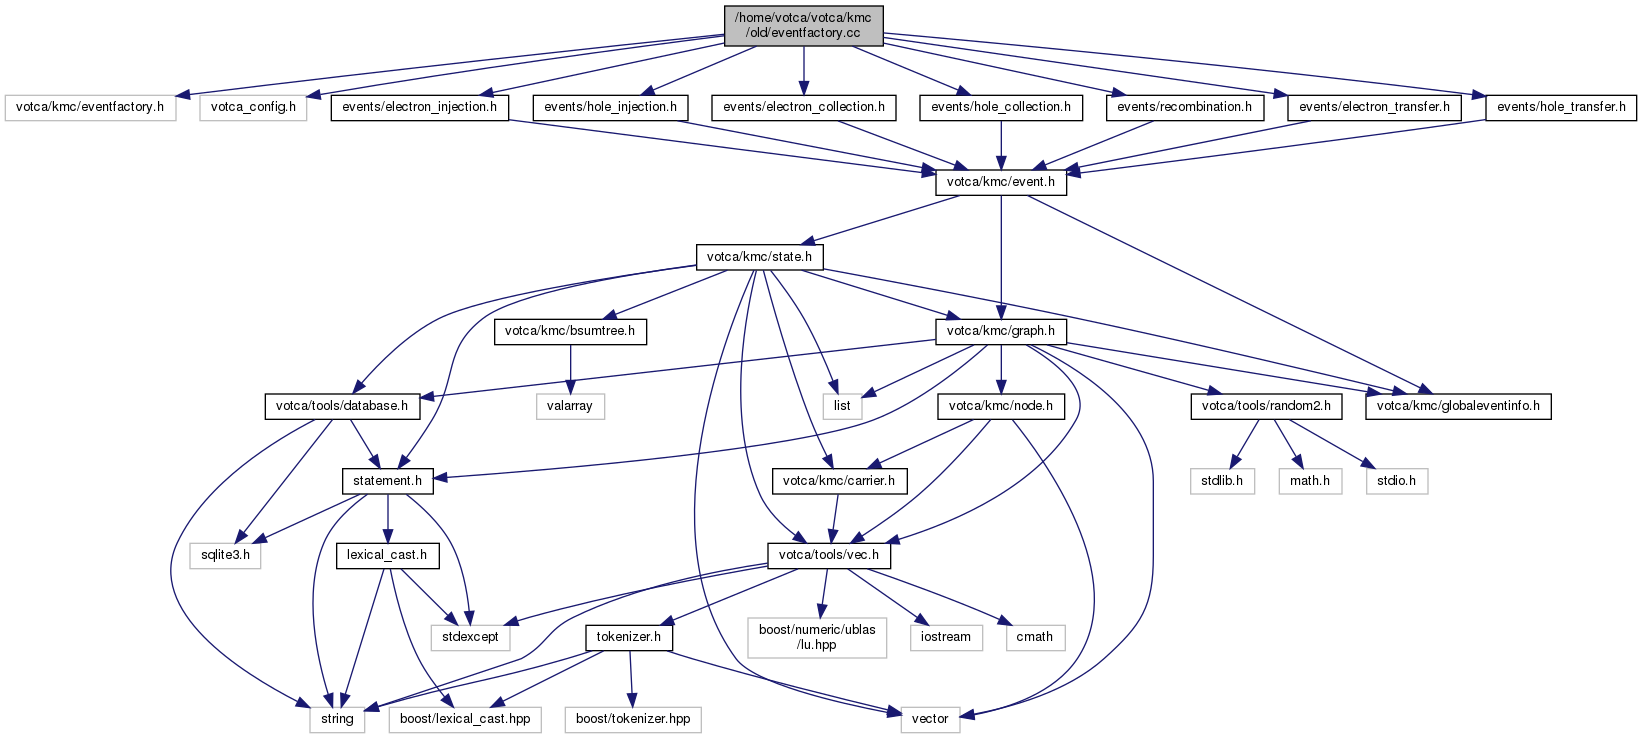 /home/votca/votca/kmc
/old/eventfactory.cc
votca/kmc/eventfactory.h
votca_config.h
events/electron_injection.h
events/hole_injection.h
events/electron_collection.h
events/hole_collection.h
events/recombination.h
events/electron_transfer.h
events/hole_transfer.h
votca/kmc/event.h
votca/kmc/state.h
votca/kmc/bsumtree.h
votca/kmc/graph.h
votca/tools/database.h
valarray
list
votca/kmc/node.h
votca/tools/random2.h
votca/kmc/globaleventinfo.h
statement.h
votca/kmc/carrier.h
stdlib.h
math.h
stdio.h
sqlite3.h
lexical_cast.h
votca/tools/vec.h
stdexcept
tokenizer.h
boost/numeric/ublas
/lu.hpp
iostream
cmath
string
boost/lexical_cast.hpp
boost/tokenizer.hpp
vector